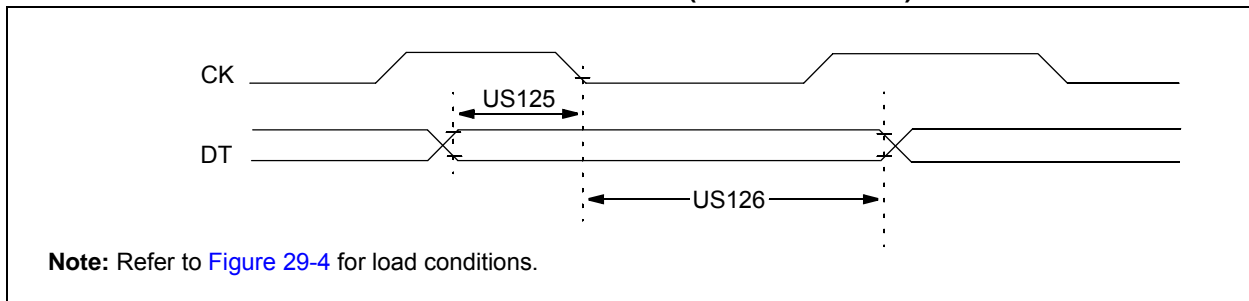 CK
US125
DT
US126
Note: Refer to Figure 29-4 for load conditions.